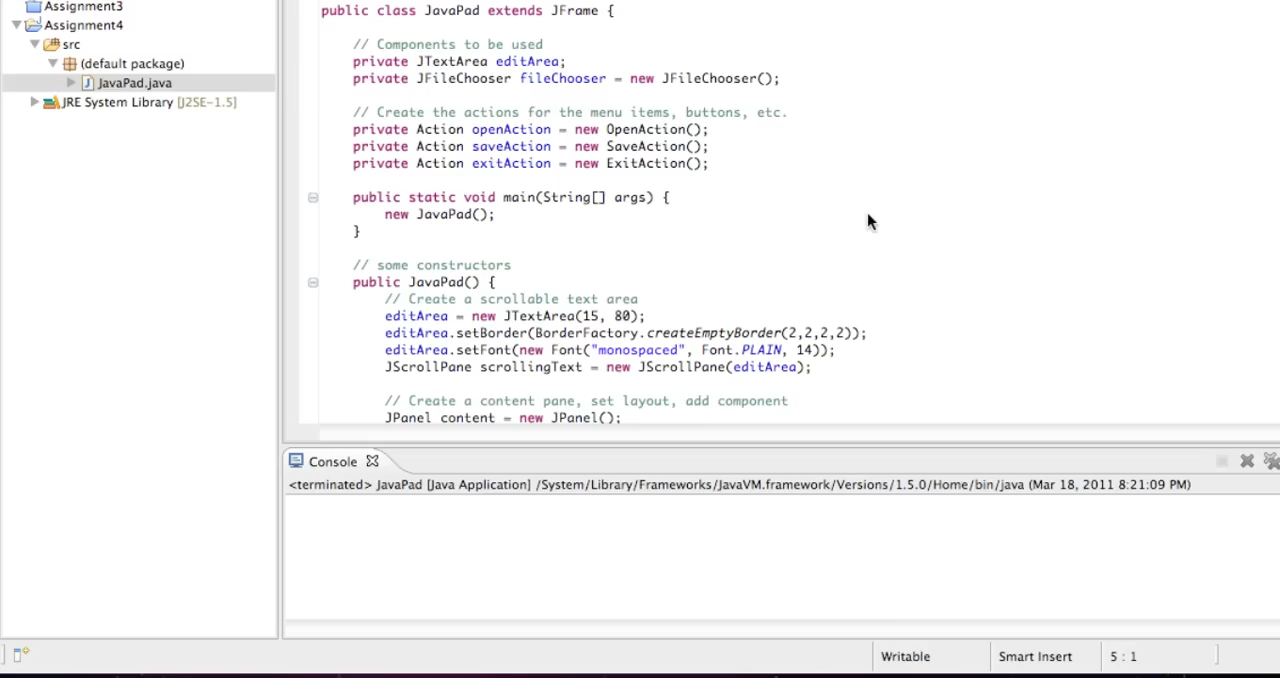 Assignment3
Assignment4
src
(default package)
JavaPad.java
JRE System Library [J2SE-1.5]
public class JavaPad extends JFrame {
// Components to be used
private JTextArea editArea;
private JFileChooser fileChooser = new JFileChooser();
// Create the actions for the menu items, buttons, etc.
private Action openAction = new OpenAction();
private Action saveAction = new SaveAction();
private Action exitAction = new ExitAction();
public static void main(String[] args) {
new JavaPad();
}
// some constructors
public JavaPad() {
// Create a scrollable text area
editArea = new JTextArea(15, 80);
editArea.setBorder(BorderFactory.createEmptyBorder(2,2,2,2));
editArea.setFont(new Font("monospaced", Font.PLAIN, 14));
JScrollPane scrollingText = new JScrollPane(editArea);
// Create a content pane, set layout, add component
JPanel content = new JPanel();
Console
<terminated> JavaPad [Java Application] /System/Library/Frameworks/JavaVM.framework/Versions/1.5.0/Home/bin/java (Mar 18, 2011 8:21:09 PM)
Writable
Smart Insert
5 : 1